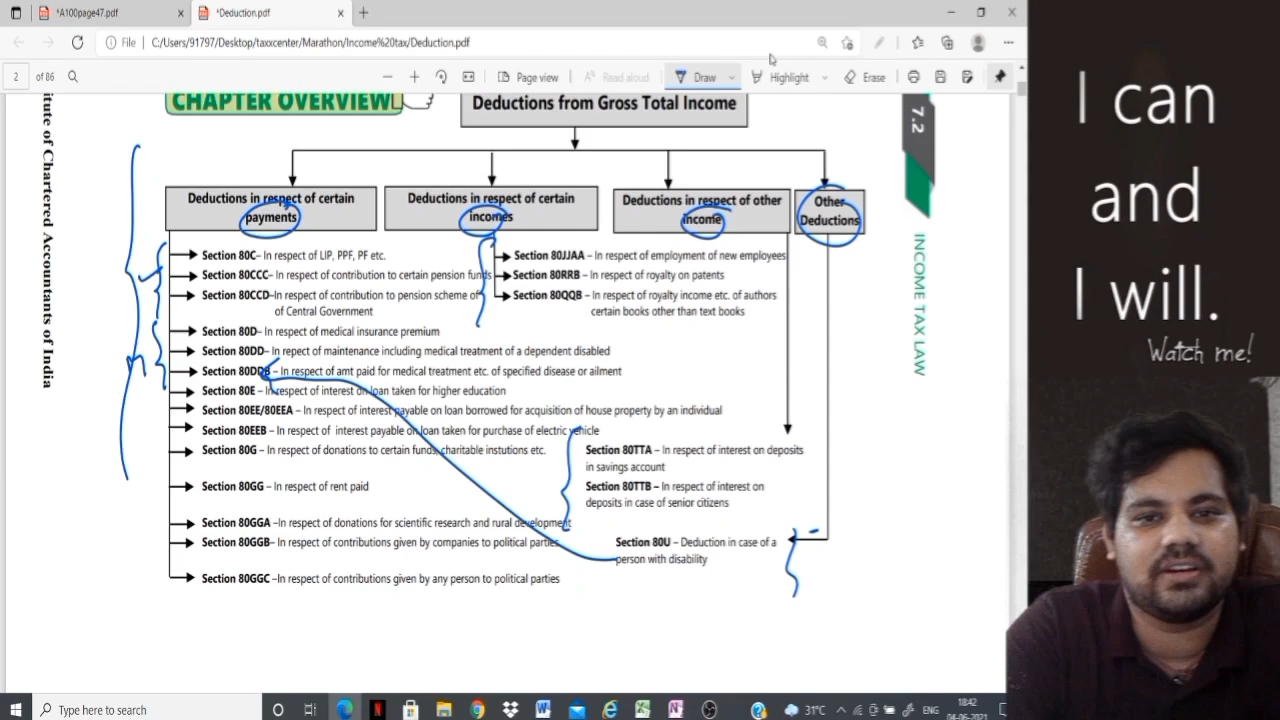 *A100page47.pdf
*Deduction.pdf
File
C:/Users/91797/Desktop/taxxcenter/Marathon/Income%20tax/Deduction.pdf
2
of 86
Page view
Read aloud
Draw
Highlight
Erase
CHAPTER OVERVIEW
Deductions from Gross Total Income
7.2
INCOME TAX LAW
itute of Chartered Accountants of India
Deductions in respect of certain
payments
Deductions in respect of certain
incomes
Deductions in respect of other
income
Other
Deductions
Section 80C– In respect of LIP, PPF, PF etc.
Section 80CCC– In respect of contribution to certain pension funds
Section 80CCD–In respect of contribution to pension scheme of
of Central Government
Section 80D– In respect of medical insurance premium
Section 80DD– In repect of maintenance including medical treatment of a dependent disabled
Section 80DDB – In respect of amt paid for medical treatment etc. of specified disease or ailment
Section 80E – In respect of interest on loan taken for higher education
Section 80EE/80EEA – In respect of interest payable on loan borrowed for acquisition of house property by an individual
Section 80EEB – In respect of interest payable on loan taken for purchase of electric vehicle
Section 80G – In respect of donations to certain funds, charitable instutions etc.
Section 80GG – In respect of rent paid
Section 80GGA –In respect of donations for scientific research and rural development
Section 80GGB– In respect of contributions given by companies to political parties
Section 80GGC –In respect of contributions given by any person to political parties
Section 80JJAA – In respect of employment of new employees
Section 80RRB – In respect of royalty on patents
Section 80QQB – In respect of royalty income etc. of authors
certain books other than text books
Section 80TTA – In respect of interest on deposits
in savings account
Section 80TTB – In respect of interest on
deposits in case of senior citizens
Section 80U – Deduction in case of a
person with disability
I can
and
I will.
Watch me!
Type here to search
31°C
ENG
18:42
04-06-2021